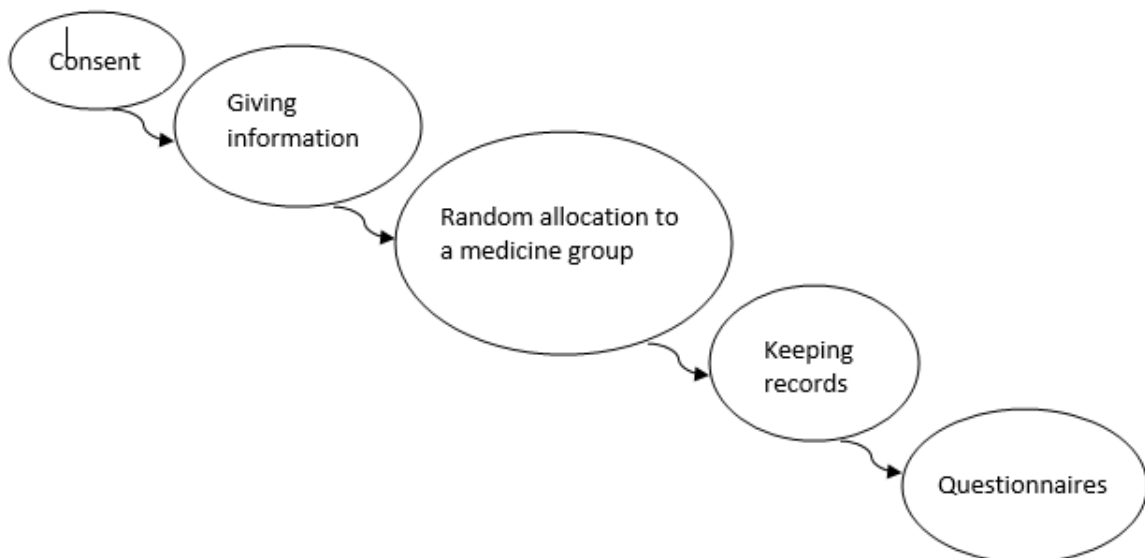 Consent
Giving
information
Random allocation to
a medicine group
Keeping
records
Questionnaires